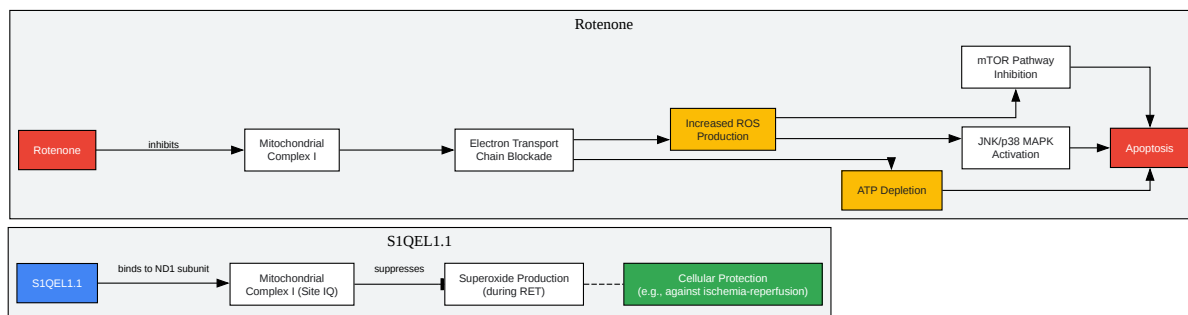 Rotenone
Rotenone
inhibits
Mitochondrial
Complex I
Electron Transport
Chain Blockade
Increased ROS
Production
ATP Depletion
mTOR Pathway
Inhibition
JNK/p38 MAPK
Activation
Apoptosis
S1QEL1.1
S1QEL1.1
binds to ND1 subunit
Mitochondrial
Complex I (Site IQ)
suppresses
Superoxide Production
(during RET)
Cellular Protection
(e.g., against ischemia-reperfusion)